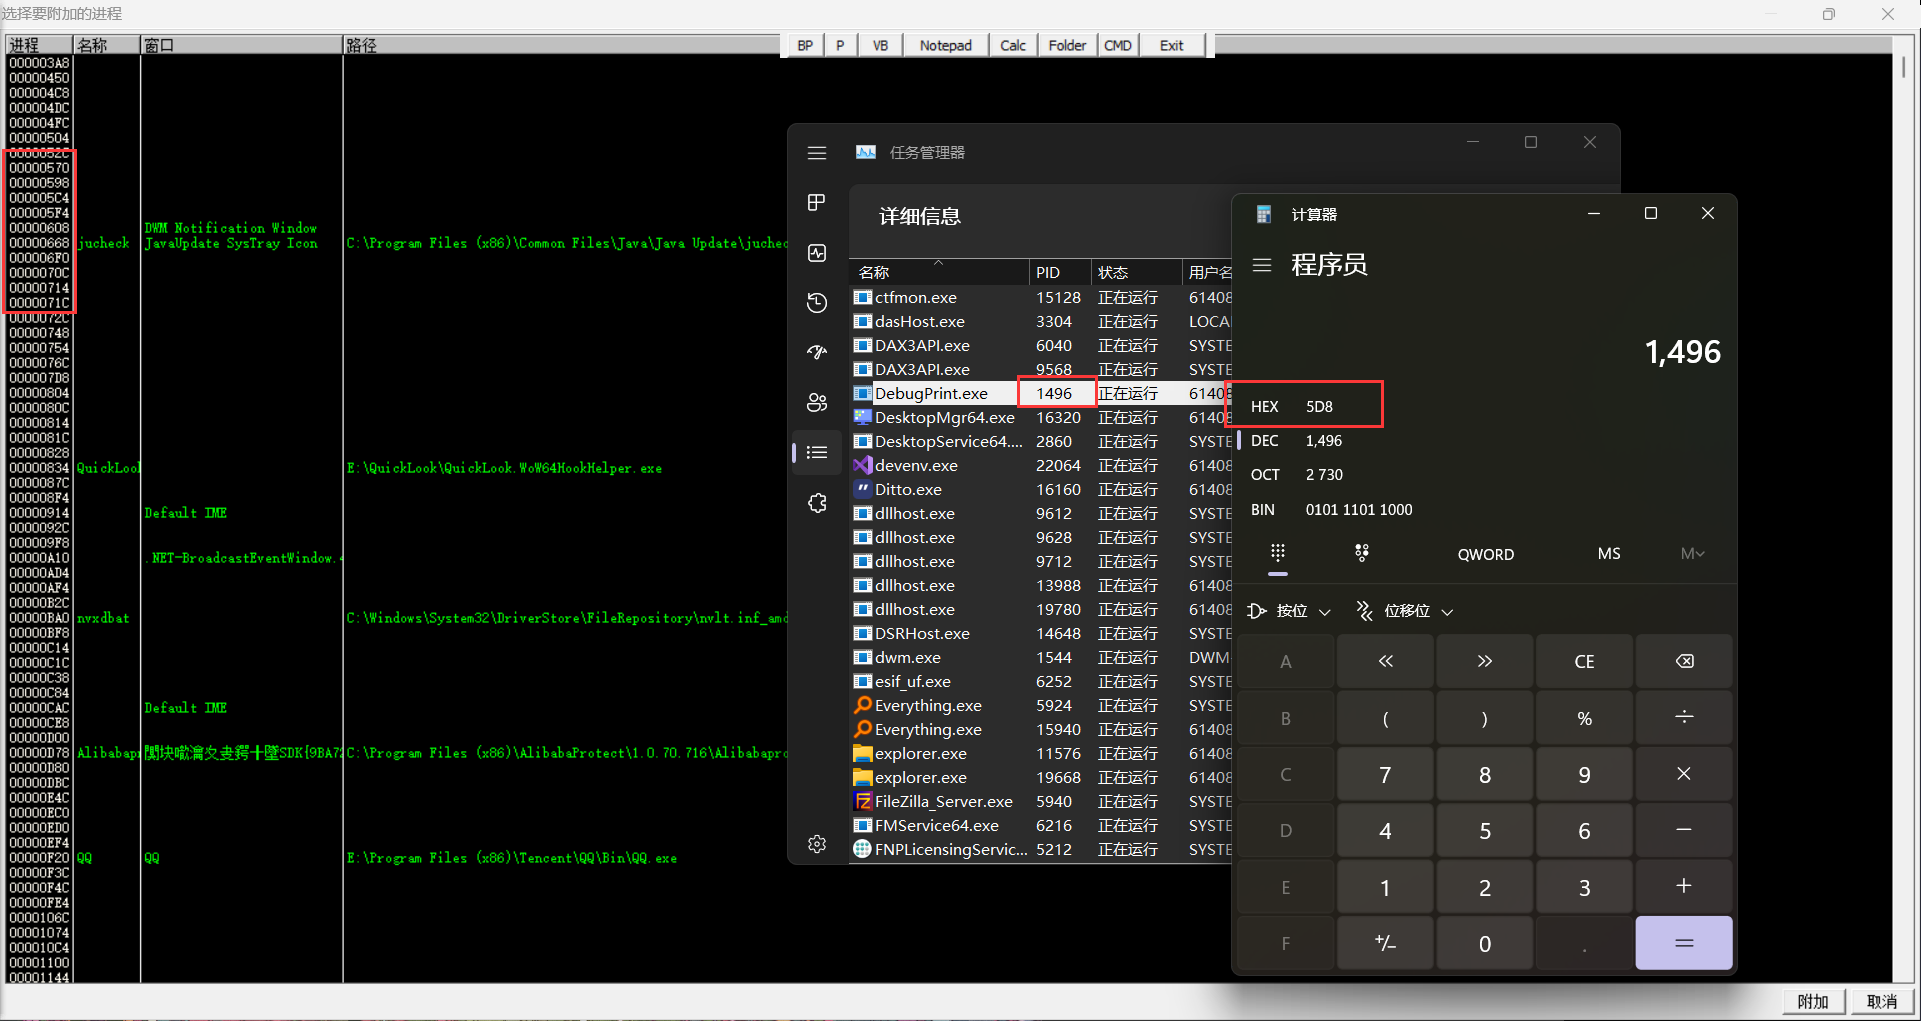 选择要附加的进程
进程 名称 窗口 路径
BP P VB Notepad Calc Folder CMD Exit
000003A8
00000450
000004C8
000004DC
000004FC
00000504
0000052C
00000570
00000598
000005C4
000005F4
00000608 DWM Notification Window
00000668 jucheck JavaUpdate SysTray Icon C:\Program Files (x86)\Common Files\Java\Java Update\juche
000006F0
0000070C
00000714
0000071C
0000072C
00000748
00000754
0000076C
000007D8
00000804
0000080C
00000814
0000081C
00000828
00000834 QuickLoo E:\QuickLook\QuickLook.WoW64HookHelper.exe
0000087C
000008F4
00000914 Default IME
0000092C
000009F8
00000A10 .NET-BroadcastEventWindow.4
00000AD4
00000AF4
00000B2C
00000BA0 nvxdbat C:\Windows\System32\DriverStore\FileRepository\nvlt.inf_amd
00000BF8
00000C14
00000C1C
00000C38
00000C84
00000CAC Default IME
00000CE8
00000D00
00000D78 Alibabapr SDK{9BA72 C:\Program Files (x86)\AlibabaProtect\1.0.70.716\Alibabapro
00000D80
00000DBC
00000E4C
00000EC0
00000ED0
00000EF4
00000F20 QQ QQ E:\Program Files (x86)\Tencent\QQ\Bin\QQ.exe
00000F3C
00000F4C
00000FE4
0000106C
00001074
000010C4
00001100
00001144
附加 取消
任务管理器
详细信息
名称 PID 状态 用户名
ctfmon.exe 15128 正在运行 61408
dasHost.exe 3304 正在运行 LOCA
DAX3API.exe 6040 正在运行 SYSTE
DAX3API.exe 9568 正在运行 SYSTE
DebugPrint.exe 1496 正在运行 61408
DesktopMgr64.exe 16320 正在运行 61408
DesktopService64.... 2860 正在运行 SYSTE
devenv.exe 22064 正在运行 61408
Ditto.exe 16160 正在运行 61408
dllhost.exe 9612 正在运行 SYSTE
dllhost.exe 9628 正在运行 SYSTE
dllhost.exe 9712 正在运行 SYSTE
dllhost.exe 13988 正在运行 61408
dllhost.exe 19780 正在运行 61408
DSRHost.exe 14648 正在运行 SYSTE
dwm.exe 1544 正在运行 DWM
esif_uf.exe 6252 正在运行 SYSTE
Everything.exe 5924 正在运行 SYSTE
Everything.exe 15940 正在运行 61408
explorer.exe 11576 正在运行 61408
explorer.exe 19668 正在运行 61408
FileZilla_Server.exe 5940 正在运行 SYSTE
FMService64.exe 6216 正在运行 SYSTE
FNPLicensingServic... 5212 正在运行 SYSTE
计算器
程序员
1,496
HEX 5D8
DEC 1,496
OCT 2 730
BIN 0101 1101 1000
QWORD MS M
按位 位移位
A « » CE
B ( ) % ÷
C 7 8 9 ×
D 4 5 6 −
E 1 2 3 +
F +/− 0 . =